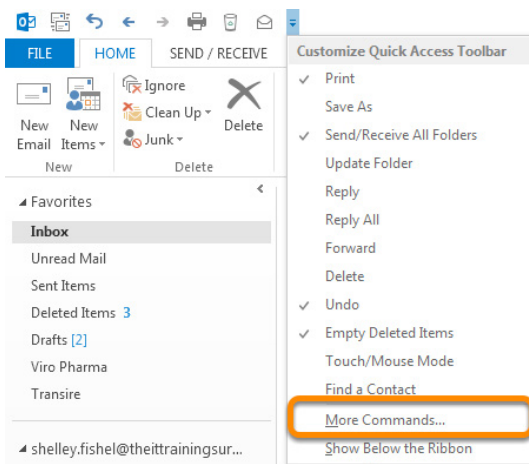 FILE HOME SEND / RECEIVE
New Email
New Items
Ignore
Clean Up
Junk
Delete
New Delete
Favorites
Inbox
Unread Mail
Sent Items
Deleted Items 3
Drafts [2]
Viro Pharma
Transire
shelley.fishel@theittrainingsur...
Customize Quick Access Toolbar
Print
Save As
Send/Receive All Folders
Update Folder
Reply
Reply All
Forward
Delete
Undo
Empty Deleted Items
Touch/Mouse Mode
Find a Contact
More Commands...
Show Below the Ribbon